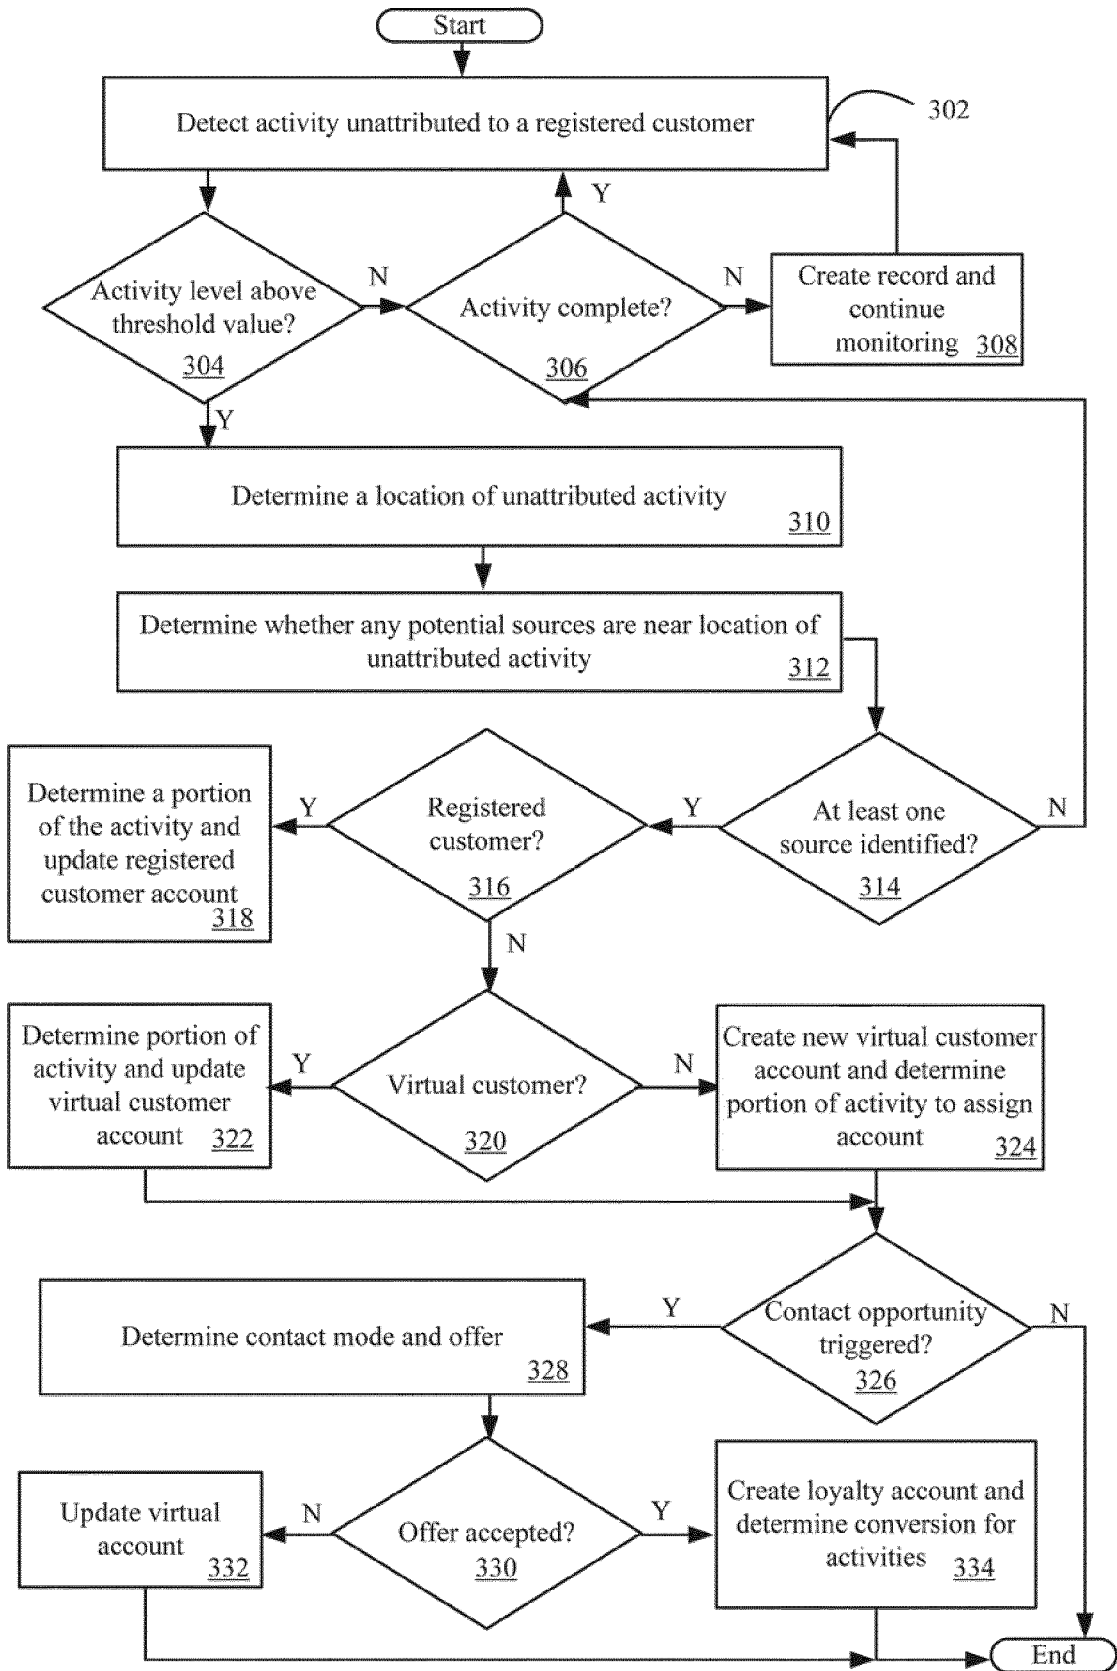 Start
Detect activity unattributed to a registered customer
302
Y
Activity level above
threshold value?
304
N
Activity complete?
306
N
Create record and
continue
monitoring 308
Y
Determine a location of unattributed activity
310
Determine whether any potential sources are near location of
unattributed activity
312
Determine a portion
of the activity and
update registered
customer account
318
Y
Registered
customer?
316
Y
At least one
source identified?
314
N
N
Determine portion of
activity and update
virtual customer
account 322
Y
Virtual customer?
320
N
Create new virtual customer
account and determine
portion of activity to assign
account 324
Determine contact mode and offer
328
Y
Contact opportunity
triggered?
326
N
Update virtual
account
332
N
Offer accepted?
330
Y
Create loyalty account and
determine conversion for
activities 334
End